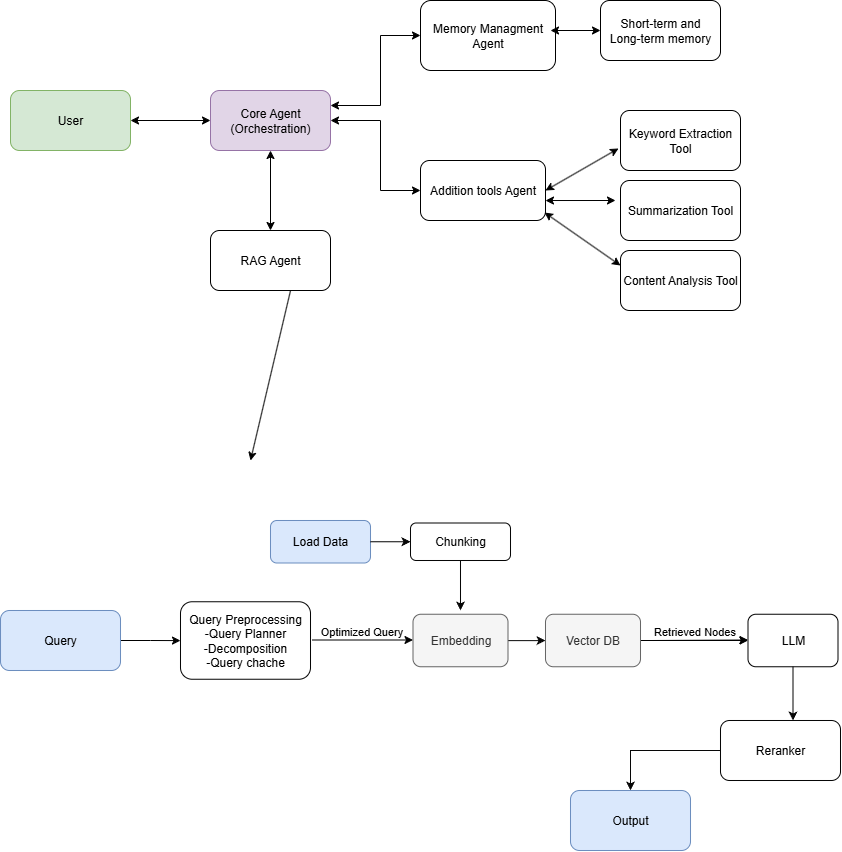 Memory Managment
Agent
Short-term and
Long-term memory
User
Core Agent
(Orchestration)
Keyword Extraction
Tool
Addition tools Agent
Summarization Tool
RAG Agent
Content Analysis Tool
Load Data
Chunking
Query
Query Preprocessing
-Query Planner
-Decomposition
-Query chache
Optimized Query
Embedding
Vector DB
Retrieved Nodes
LLM
Reranker
Output